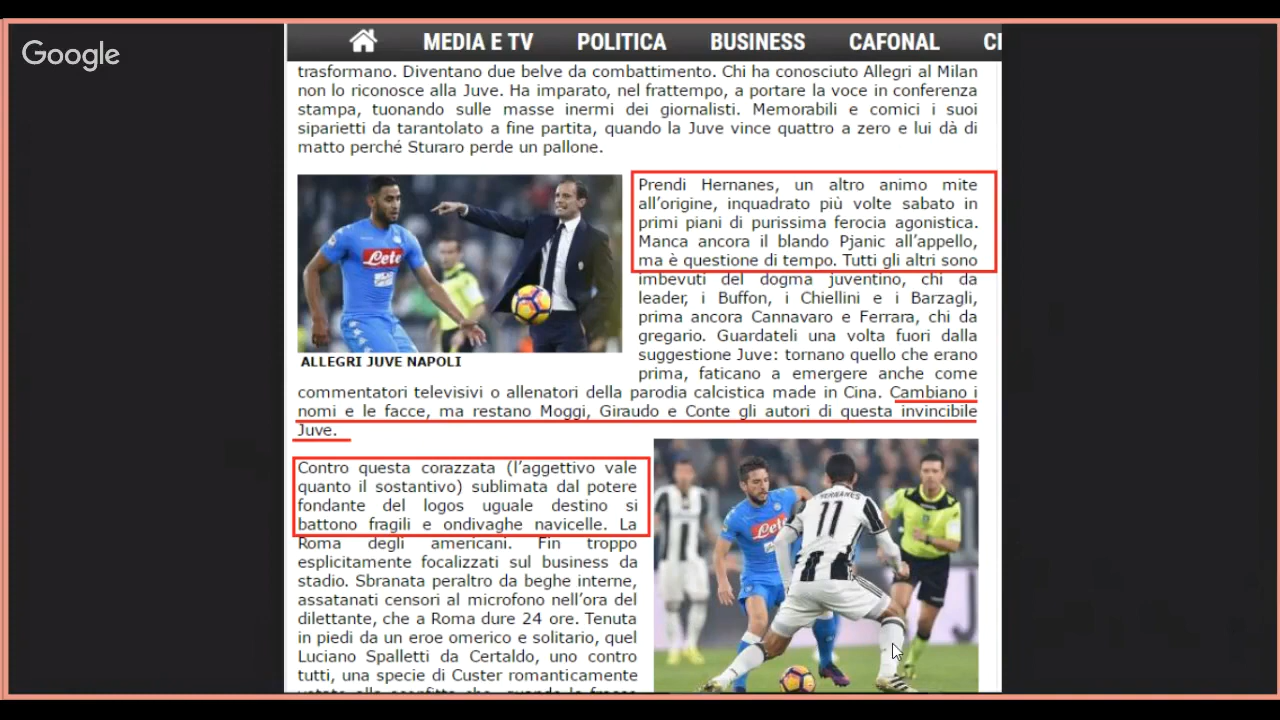 Google
MEDIA E TV POLITICA BUSINESS CAFONAL
trasformano. Diventano due belve da combattimento. Chi ha conosciuto Allegri al Milan
non lo riconosce alla Juve. Ha imparato, nel frattempo, a portare la voce in conferenza
stampa, tuonando sulle masse inermi dei giornalisti. Memorabili e comici i suoi
siparietti da tarantolato a fine partita, quando la Juve vince quattro a zero e lui dà di
matto perché Sturaro perde un pallone.
Prendi Hernanes, un altro animo mite
all'origine, inquadrato più volte sabato in
primi piani di purissima ferocia agonistica.
Manca ancora il blando Pjanic all'appello,
ma è questione di tempo. Tutti gli altri sono
imbevuti del dogma juventino, chi da
leader, i Buffon, i Chiellini e i Barzagli,
prima ancora Cannavaro e Ferrara, chi da
gregario. Guardateli una volta fuori dalla
suggestione Juve: tornano quello che erano
prima, faticano a emergere anche come
Lete
ALLEGRI JUVE NAPOLI
commentatori televisivi o allenatori della parodia calcistica made in Cina. Cambiano i
nomi e le facce, ma restano Moggi, Giraudo e Conte gli autori di questa invincibile
Juve.
Contro questa corazzata (l'aggettivo vale
quanto il sostantivo) sublimata dal potere
fondante del logos uguale destino si
battono fragili e ondivaghe navicelle. La
Roma degli americani. Fin troppo
esplicitamente focalizzati sul business da
stadio. Sbranata peraltro da beghe interne,
assatanati censori al microfono nell'ora del
dilettante, che a Roma dure 24 ore. Tenuta
in piedi da un eroe omerico e solitario, quel
Luciano Spalletti da Certaldo, uno contro
tutti, una specie di Custer romanticamente
HERNANES
11
Lete